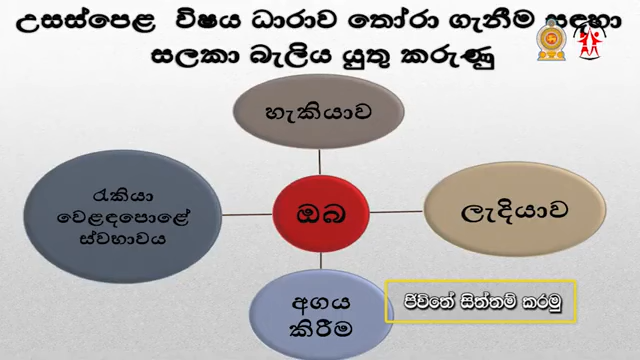 උසස්පෙළ  විෂය ධාරාව තෝරා ගැනීම සඳහා
සලකා බැලිය යුතු කරුණු
හැකියාව
රැකියා
වෙළඳපොළේ
ස්වභාවය
ඔබ
ලැදියාව
අගය
කිරීම
ජීවිතේ සිත්තම් කරමු